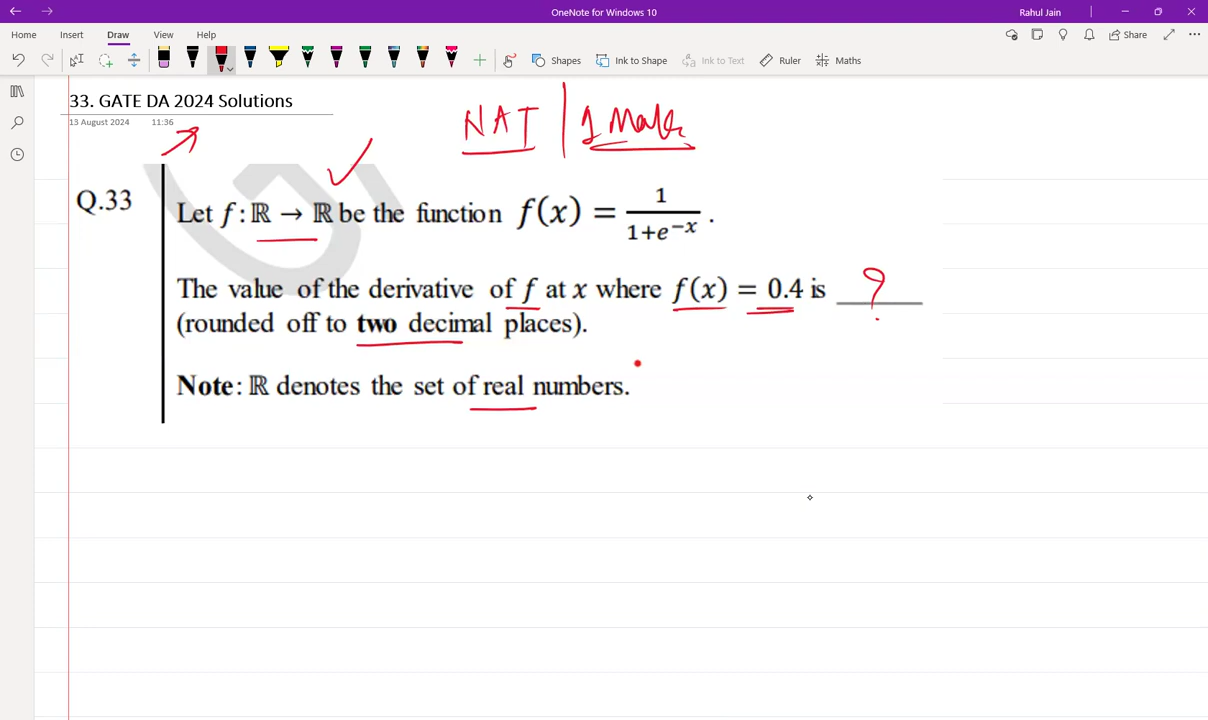 OneNote for Windows 10
Rahul Jain
Home Insert Draw View Help
Share
Shapes Ink to Shape Ink to Text Ruler Maths
33. GATE DA 2024 Solutions
13 August 2024 11:36
NAT | 1 Mark
Q.33
Let f : ℝ → ℝ be the function f(x) = 1/(1+e^{−x}) .
The value of the derivative of f at x where f(x) = 0.4 is ______ ?
(rounded off to two decimal places).
Note: ℝ denotes the set of real numbers.